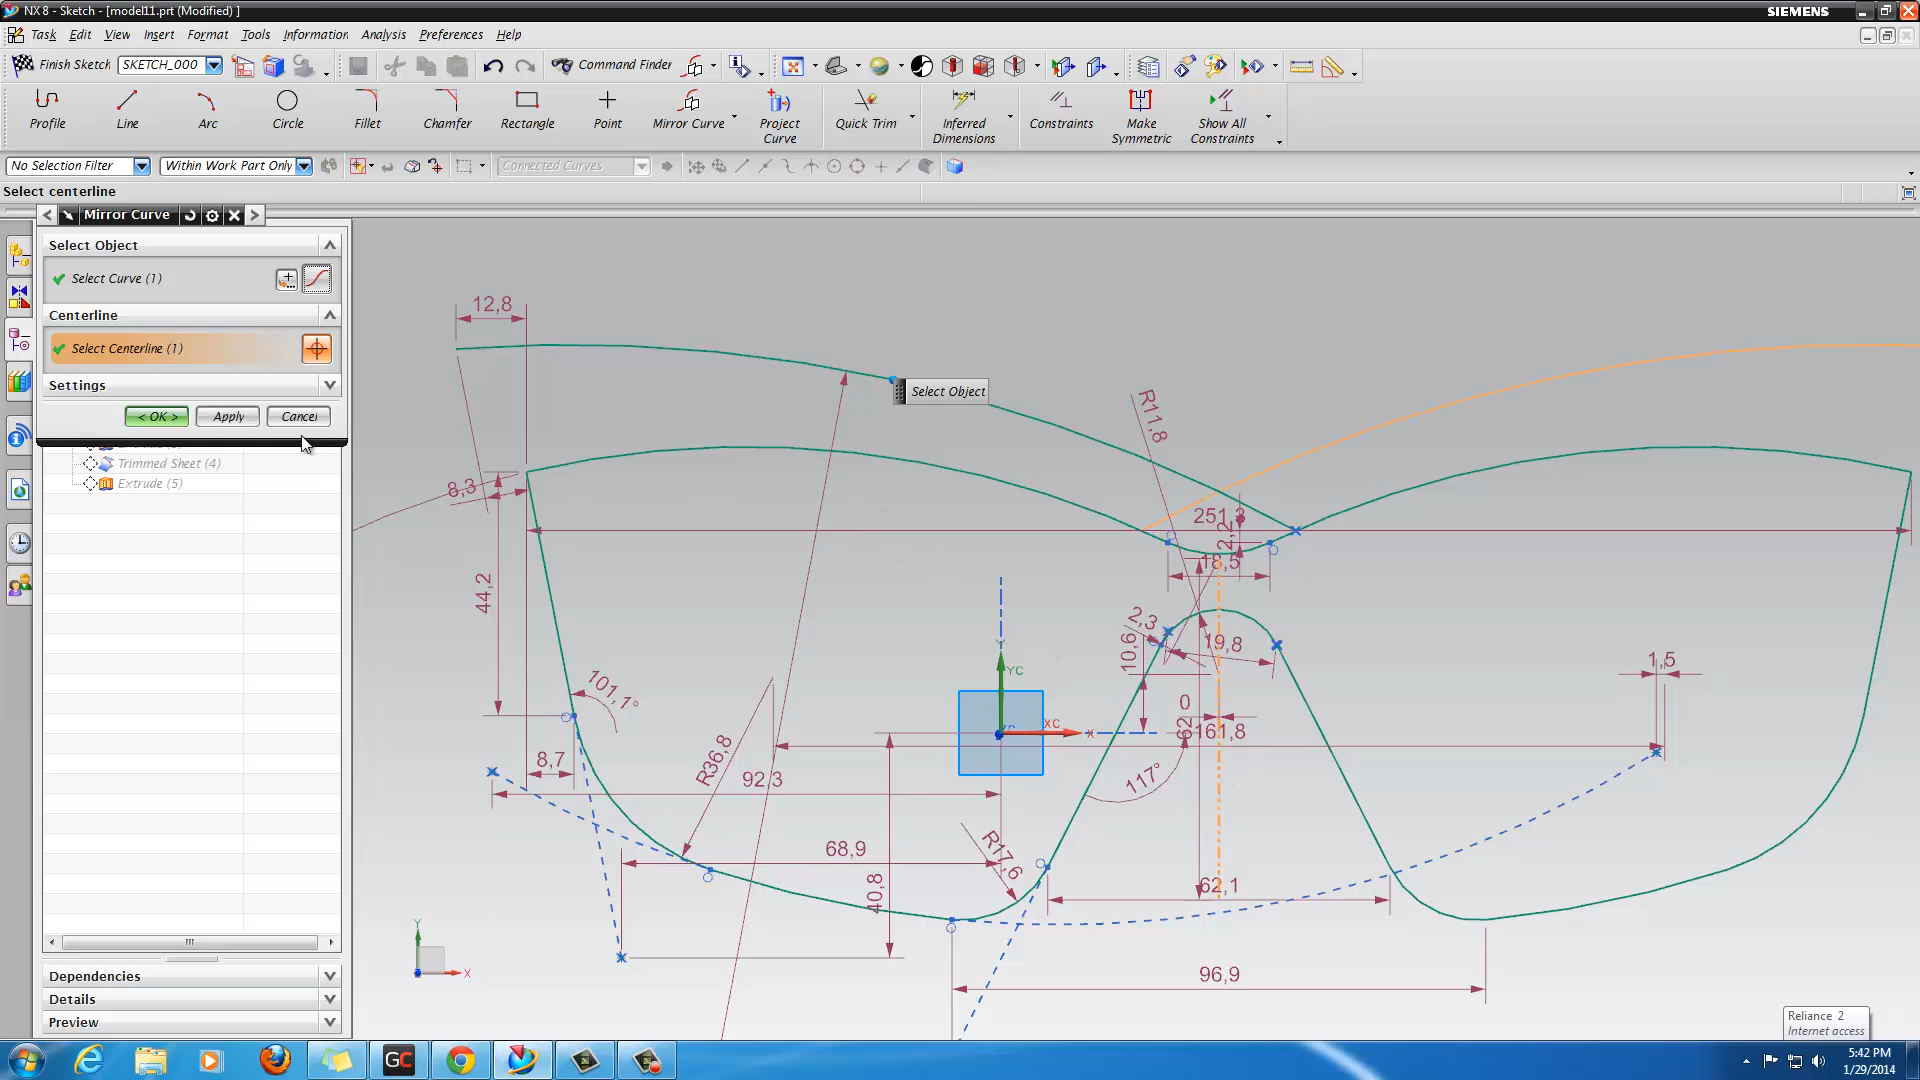 NX 8 - Sketch - [model11.prt (Modified) ]
SIEMENS
Task Edit View Insert Format Tools Information Analysis Preferences Help
Finish Sketch SKETCH_000 Command Finder
Profile Line Arc Circle Fillet Chamfer Rectangle Point Mirror Curve Project Curve Quick Trim Inferred Dimensions Constraints Make Symmetric Show All Constraints
No Selection Filter Within Work Part Only Connected Curves
Select centerline
Mirror Curve
Select Object
Select Curve (1)
Centerline
Select Centerline (1)
Settings
< OK > Apply Cancel
Trimmed Sheet (4)
Extrude (5)
Dependencies
Details
Preview
12,8
Select Object
R11,8
8,3
251,3
2,2
18,5
44,2
2,3
19,8
10,6
1,5
101,1°
YC
Y
0
62
XC
X
161,8
R36,8
8,7
92,3
117°
68,9
R17,6
40,8
62,1
96,9
Y
X
Reliance 2
Internet access
GC
5:42 PM
1/29/2014